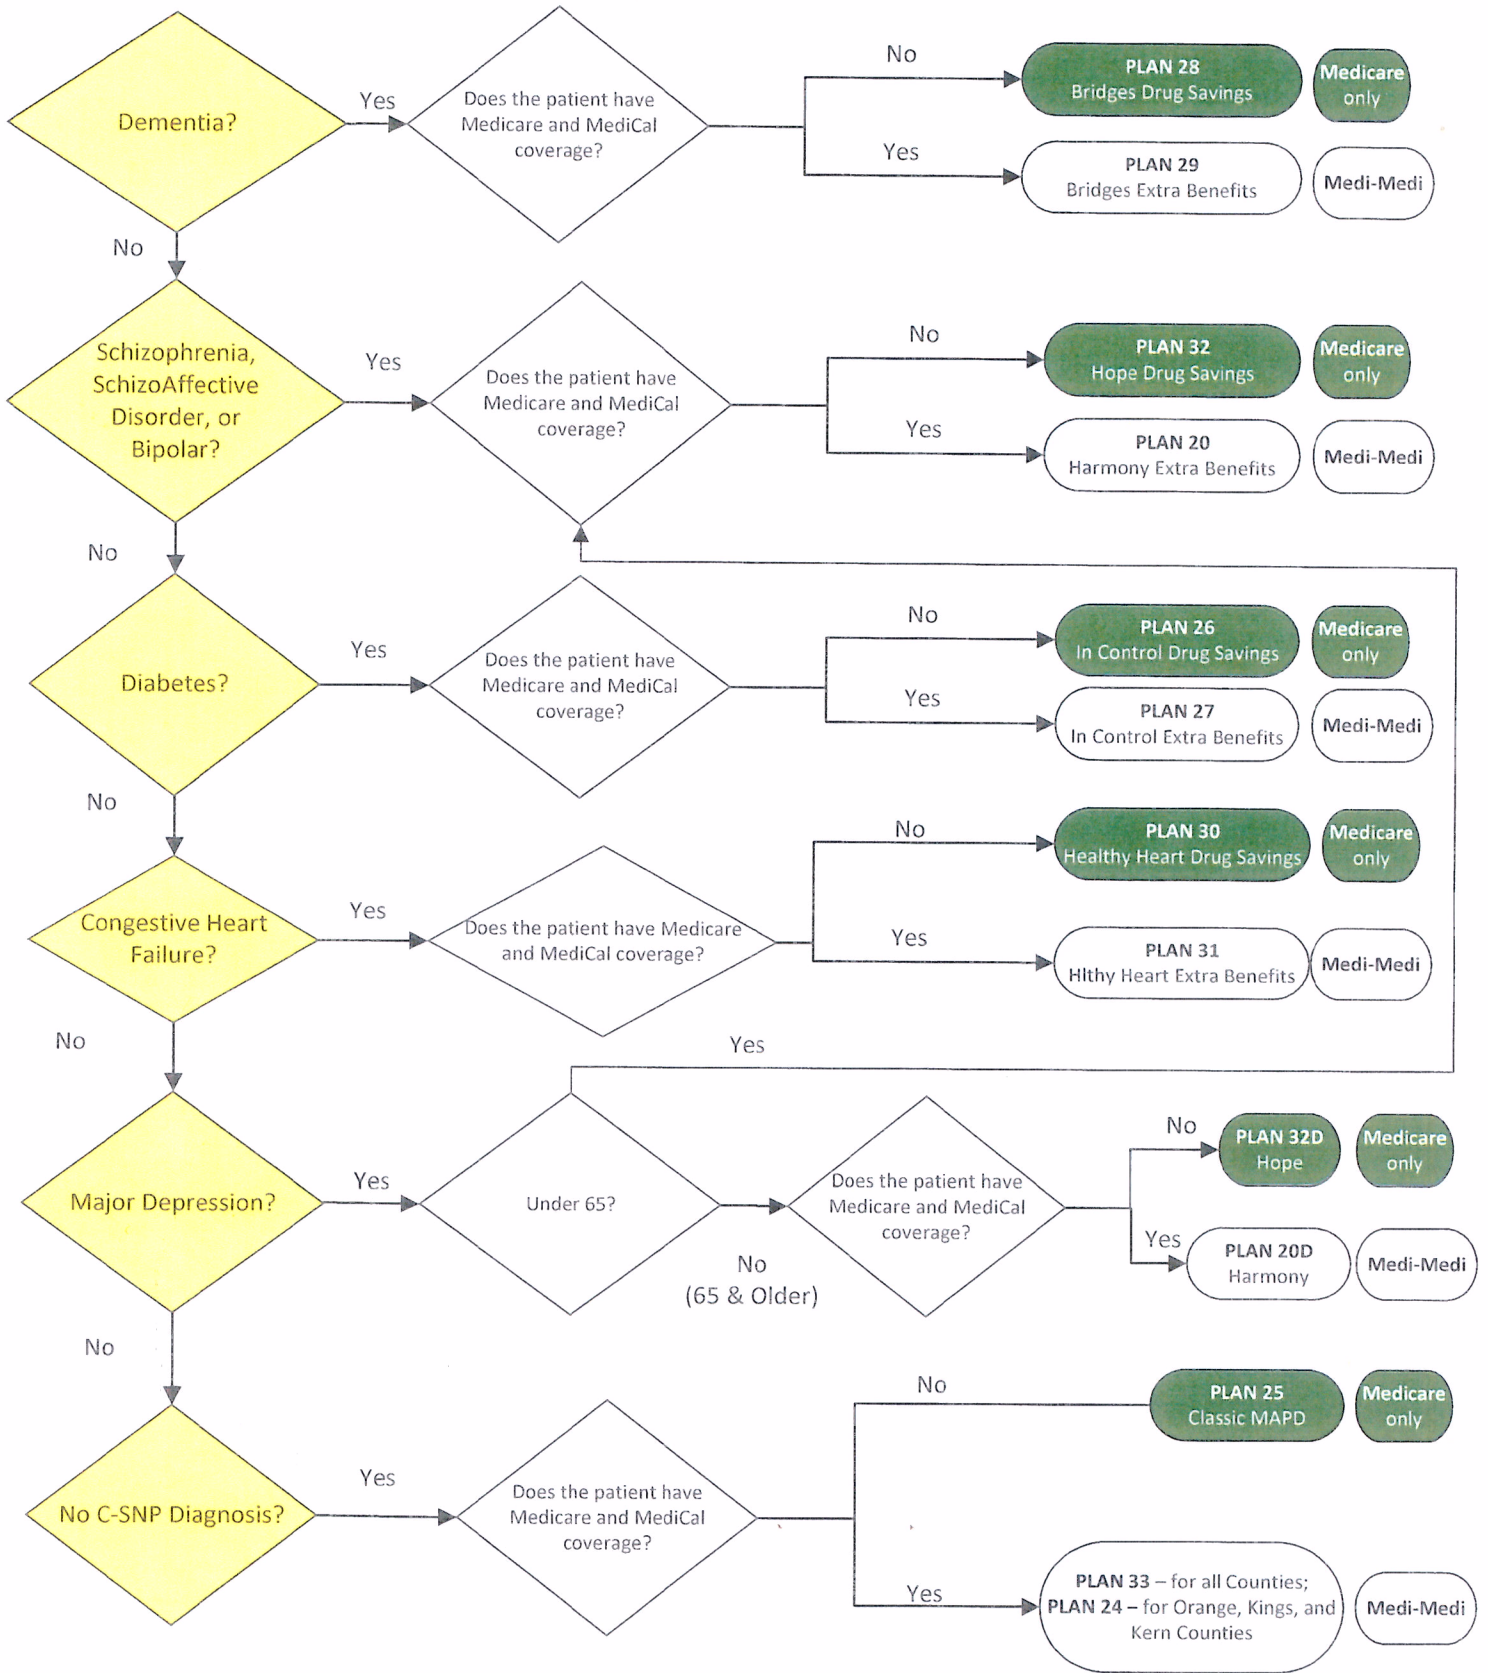 Dementia?
Yes
Does the patient have
Medicare and MediCal
coverage?
No
PLAN 28
Bridges Drug Savings
Medicare
only
Yes
PLAN 29
Bridges Extra Benefits
Medi-Medi
No
Schizophrenia,
SchizoAffective
Disorder, or
Bipolar?
Yes
Does the patient have
Medicare and MediCal
coverage?
No
PLAN 32
Hope Drug Savings
Medicare
only
Yes
PLAN 20
Harmony Extra Benefits
Medi-Medi
No
Diabetes?
Yes
Does the patient have
Medicare and MediCal
coverage?
No
PLAN 26
In Control Drug Savings
Medicare
only
Yes
PLAN 27
In Control Extra Benefits
Medi-Medi
No
Congestive Heart
Failure?
Yes
Does the patient have Medicare
and MediCal coverage?
No
PLAN 30
Healthy Heart Drug Savings
Medicare
only
Yes
PLAN 31
Hlthy Heart Extra Benefits
Medi-Medi
No
Major Depression?
Yes
Under 65?
Yes
No
(65 & Older)
Does the patient have
Medicare and MediCal
coverage?
No
PLAN 32D
Hope
Medicare
only
Yes
PLAN 20D
Harmony
Medi-Medi
No
No C-SNP Diagnosis?
Yes
Does the patient have
Medicare and MediCal
coverage?
No
PLAN 25
Classic MAPD
Medicare
only
Yes
PLAN 33 – for all Counties;
PLAN 24 – for Orange, Kings, and
Kern Counties
Medi-Medi